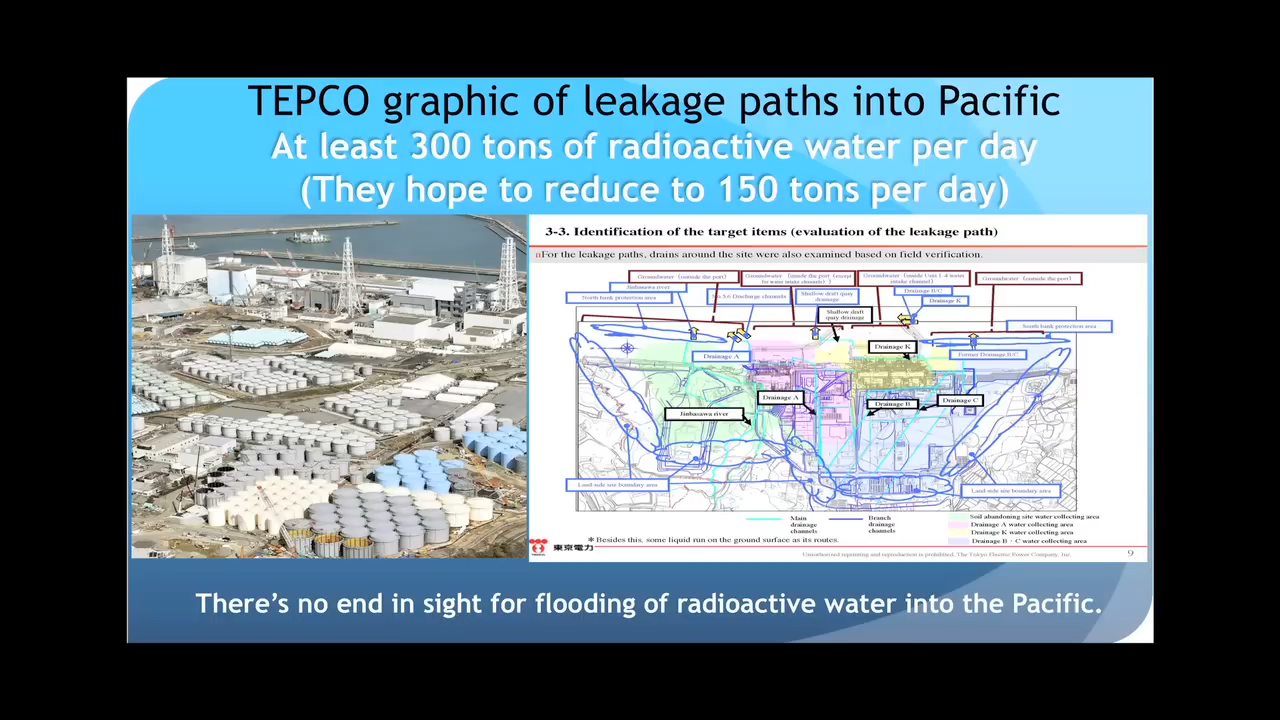 TEPCO graphic of leakage paths into Pacific
At least 300 tons of radioactive water per day
(They hope to reduce to 150 tons per day)
3-3. Identification of the target items (evaluation of the leakage path)
For the leakage paths, drains around the site were also examined based on field verification.
Groundwater (outside the port)
Groundwater (inside the port (except for water intake channels))
Groundwater (inside Unit 1-4 water intake channel)
Groundwater (outside the port)
Jinbasawa river
North bank protection area
No.5,6 Discharge channels
Shallow draft quay
drainage
Drainage B/C
Drainage K
Shallow draft
quay drainage
South bank protection area
Drainage A
Drainage K
Former Drainage B/C
Jinbasawa river
Drainage A
Drainage B
Drainage C
Land-side site boundary area
Land-side site boundary area
Main
drainage
channels
Branch
drainage
channels
Soil abandoning site water collecting area
Drainage A water collecting area
Drainage K water collecting area
Drainage B・C water collecting area
東京電力
*Besides this, some liquid run on the ground surface as its routes.
Unauthorized reprinting and reproduction is prohibited. The Tokyo Electric Power Company, Inc.
9
There's no end in sight for flooding of radioactive water into the Pacific.